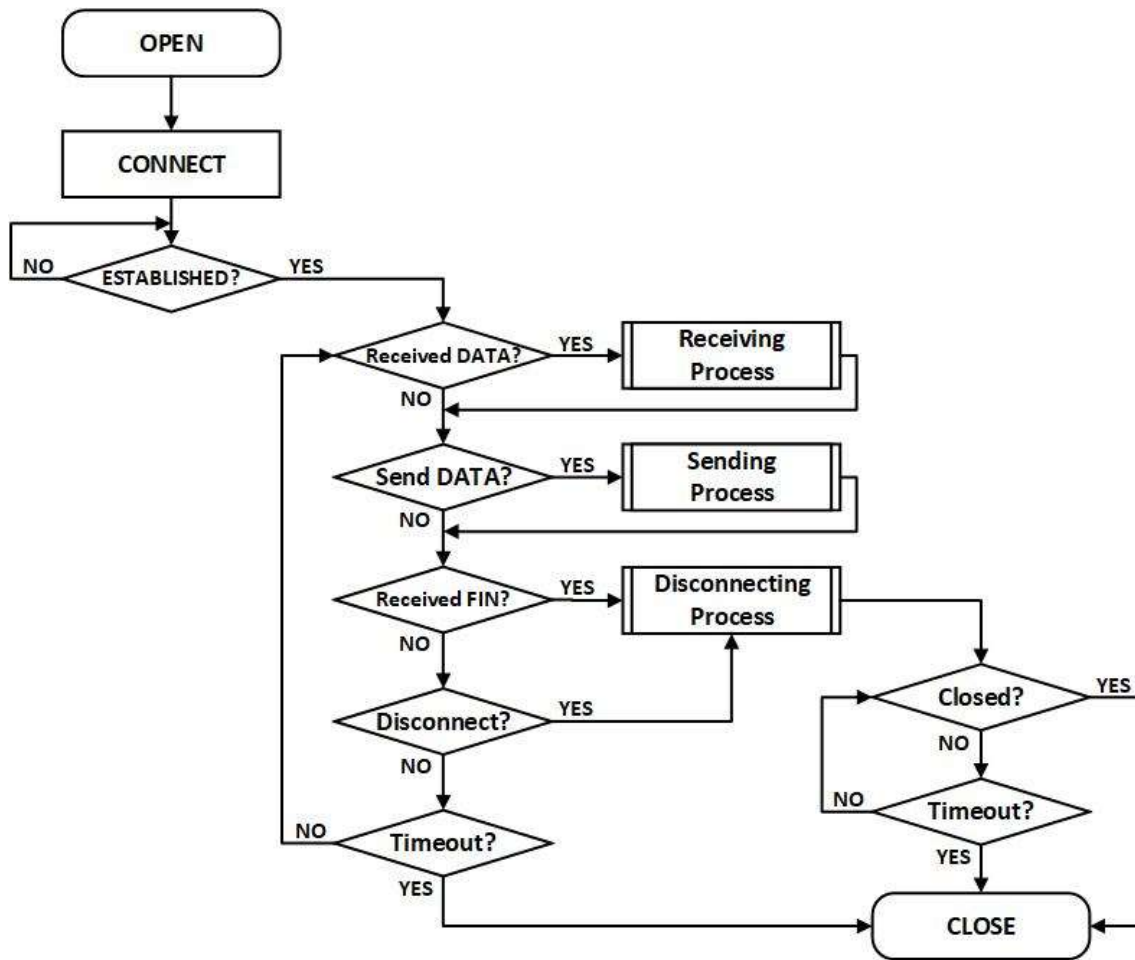 OPEN
CONNECT
ESTABLISHED?
NO
YES
Received DATA?
YES
Receiving
Process
NO
Send DATA?
YES
Sending
Process
NO
Received FIN?
YES
Disconnecting
Process
NO
Disconnect?
YES
Closed?
YES
NO
NO
Timeout?
NO
YES
Timeout?
NO
YES
CLOSE